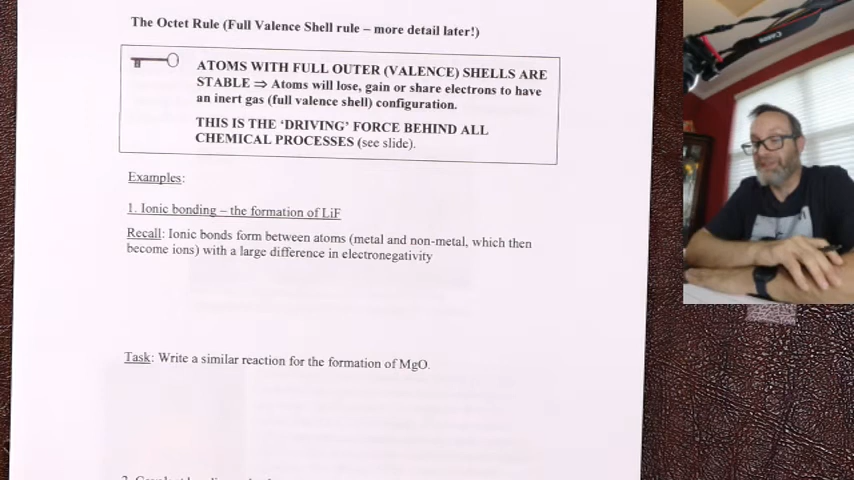 The Octet Rule (Full Valence Shell rule – more detail later!)
ATOMS WITH FULL OUTER (VALENCE) SHELLS ARE
STABLE ⇒ Atoms will lose, gain or share electrons to have
an inert gas (full valence shell) configuration.
THIS IS THE ‘DRIVING’ FORCE BEHIND ALL
CHEMICAL PROCESSES (see slide).
Examples:
1. Ionic bonding – the formation of LiF
Recall: Ionic bonds form between atoms (metal and non-metal, which then
become ions) with a large difference in electronegativity
Task: Write a similar reaction for the formation of MgO.